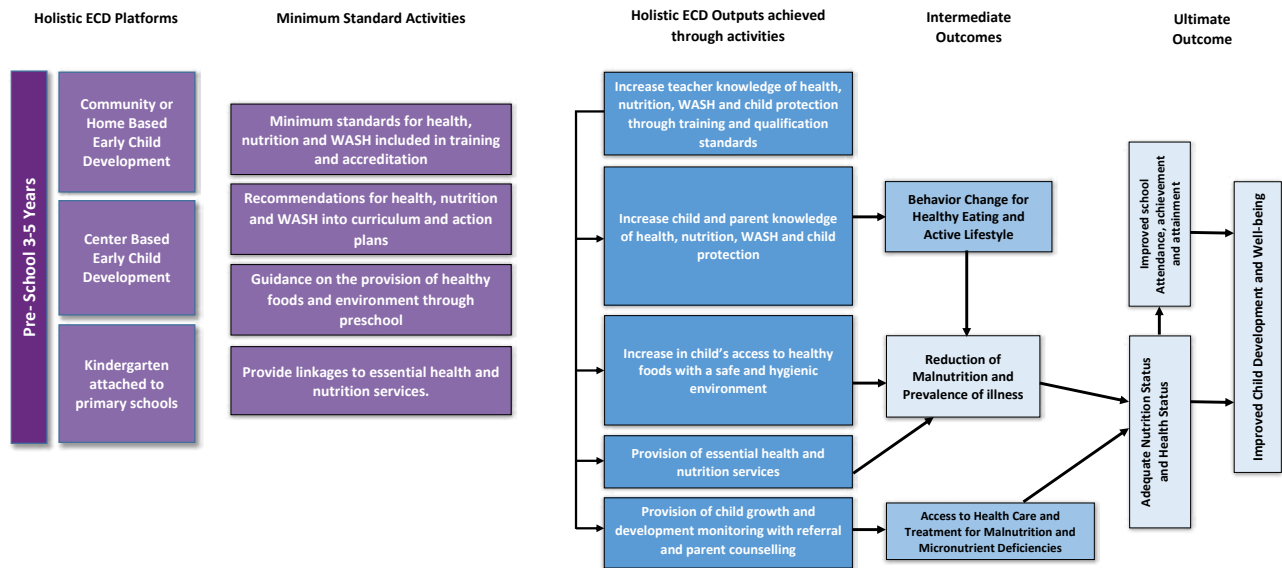 Holistic ECD Platforms
Minimum Standard Activities
Holistic ECD Outputs achieved
through activities
Intermediate
Outcomes
Ultimate
Outcome
Pre- School 3-5 Years
Community or
Home Based
Early Child
Development
Center Based
Early Child
Development
Kindergarten
attached to
primary schools
Minimum standards for health,
nutrition and WASH included in training
and accreditation
Recommendations for health, nutrition
and WASH into curriculum and action
plans
Guidance on the provision of healthy
foods and environment through
preschool
Provide linkages to essential health and
nutrition services.
Increase teacher knowledge of health,
nutrition, WASH and child protection
through training and qualification
standards
Increase child and parent knowledge
of health, nutrition, WASH and child
protection
Increase in child’s access to healthy
foods with a safe and hygienic
environment
Provision of essential health and
nutrition services
Provision of child growth and
development monitoring with referral
and parent counselling
Behavior Change for
Healthy Eating and
Active Lifestyle
Reduction of
Malnutrition and
Prevalence of illness
Access to Health Care and
Treatment for Malnutrition and
Micronutrient Deficiencies
Improved school
Attendance, achievement
and attainment
Adequate Nutrition Status
and Health Status
Improved Child Development and Well-being